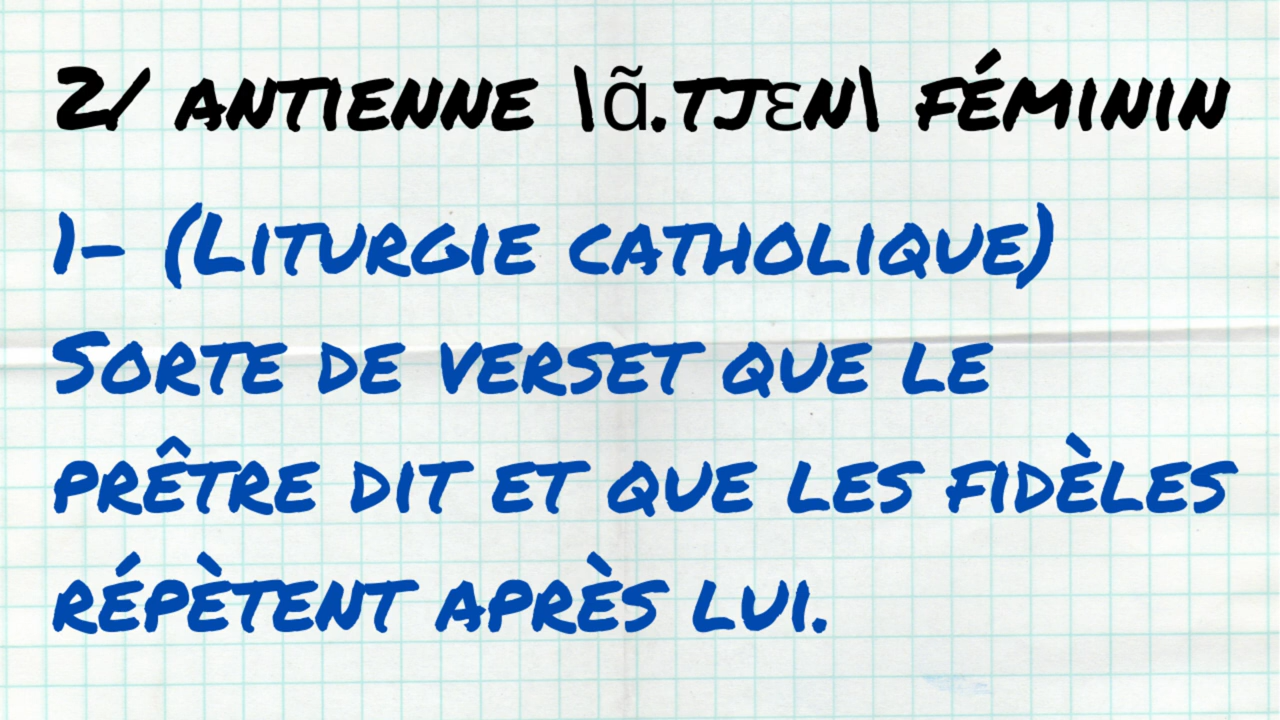 2/ ANTIENNE \ɑ̃.TJɛN\ FÉMININ
1- (LITURGIE CATHOLIQUE)
SORTE DE VERSET QUE LE
PRÊTRE DIT ET QUE LES FIDÈLES
RÉPÈTENT APRÈS LUI.